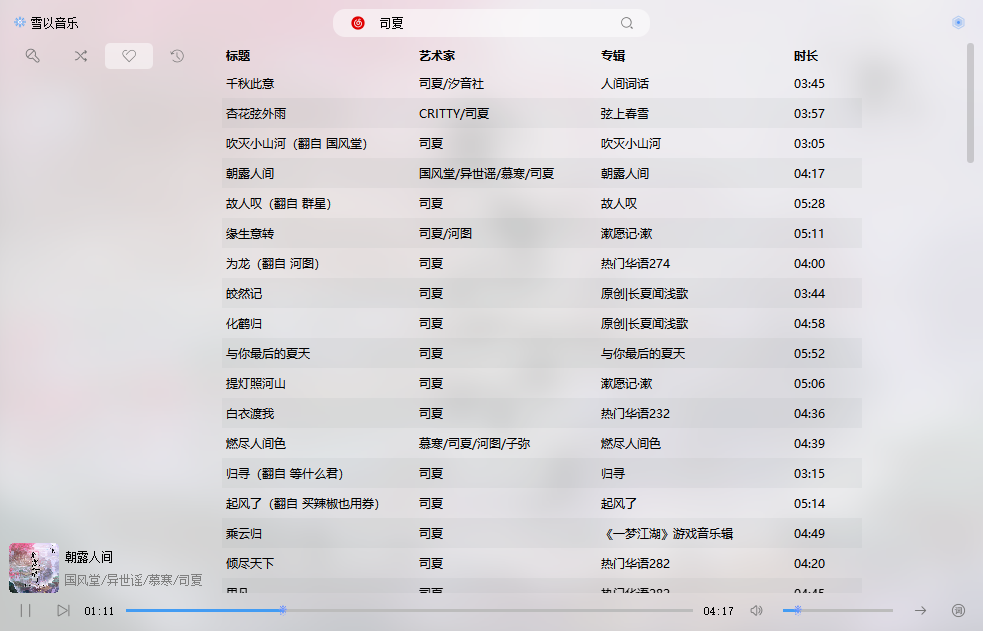 雪以音乐
司夏
标题 艺术家 专辑 时长
千秋此意 司夏/汐音社 人间词话 03:45
杏花弦外雨 CRITTY/司夏 弦上春雪 03:57
吹灭小山河（翻自 国风堂） 司夏 吹灭小山河 03:05
朝露人间 国风堂/异世谣/慕寒/司夏 朝露人间 04:17
故人叹（翻自 群星） 司夏 故人叹 05:28
缘生意转 司夏/河图 漱愿记·漱 05:11
为龙（翻自 河图） 司夏 热门华语274 04:00
皎然记 司夏 原创|长夏闻浅歌 03:44
化鹤归 司夏 原创|长夏闻浅歌 04:58
与你最后的夏天 司夏 与你最后的夏天 05:52
提灯照河山 司夏 漱愿记·漱 05:06
白衣渡我 司夏 热门华语232 04:36
燃尽人间色 慕寒/司夏/河图/子弥 燃尽人间色 04:39
归寻（翻自 等什么君） 司夏 归寻 03:15
起风了（翻自 买辣椒也用券） 司夏 起风了 05:14
乘云归 司夏 《一梦江湖》游戏音乐辑 04:49
倾尽天下 司夏 热门华语282 04:20
司夏 热门华语282 04:45
朝露人间
国风堂/异世谣/慕寒/司夏
01:11 04:17
词